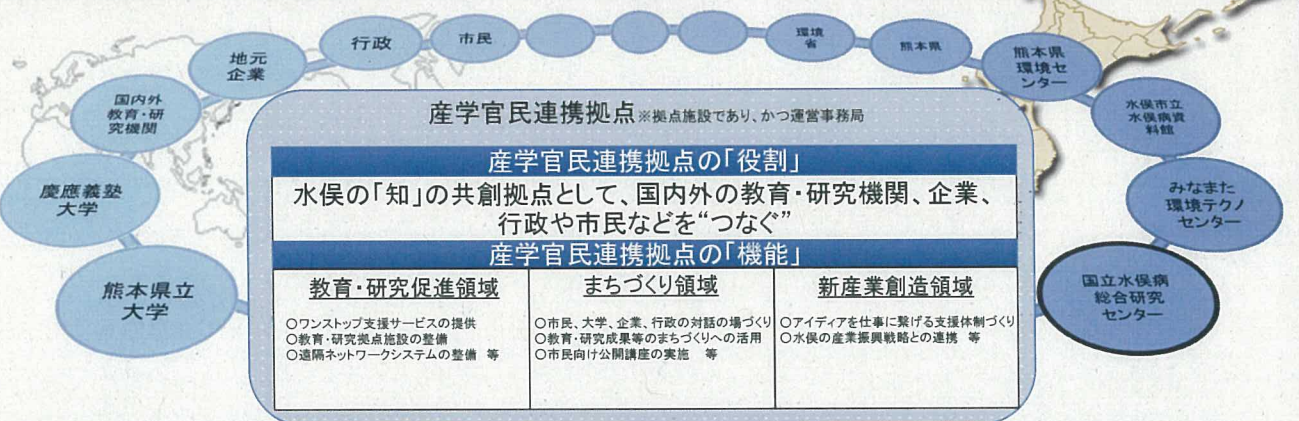 行政
市民
環境
省
熊本県
地元
企業
熊本県
環境セ
ンター
国内外
教育・研
究機関
水俣市立
水俣病資
料館
慶應義塾
大学
みなまた
環境テクノ
センター
熊本県立
大学
国立水俣病
総合研究
センター
産学官民連携拠点 ※拠点施設であり、かつ運営事務局
産学官民連携拠点の「役割」
水俣の「知」の共創拠点として、国内外の教育・研究機関、企業、
行政や市民などを“つなぐ”
産学官民連携拠点の「機能」
教育・研究促進領域
○ワンストップ支援サービスの提供
○教育・研究拠点施設の整備
○遠隔ネットワークシステムの整備 等
まちづくり領域
○市民、大学、企業、行政の対話の場づくり
○教育・研究成果等のまちづくりへの活用
○市民向け公開講座の実施 等
新産業創造領域
○アイディアを仕事に繋げる支援体制づくり
○水俣の産業振興戦略との連携 等